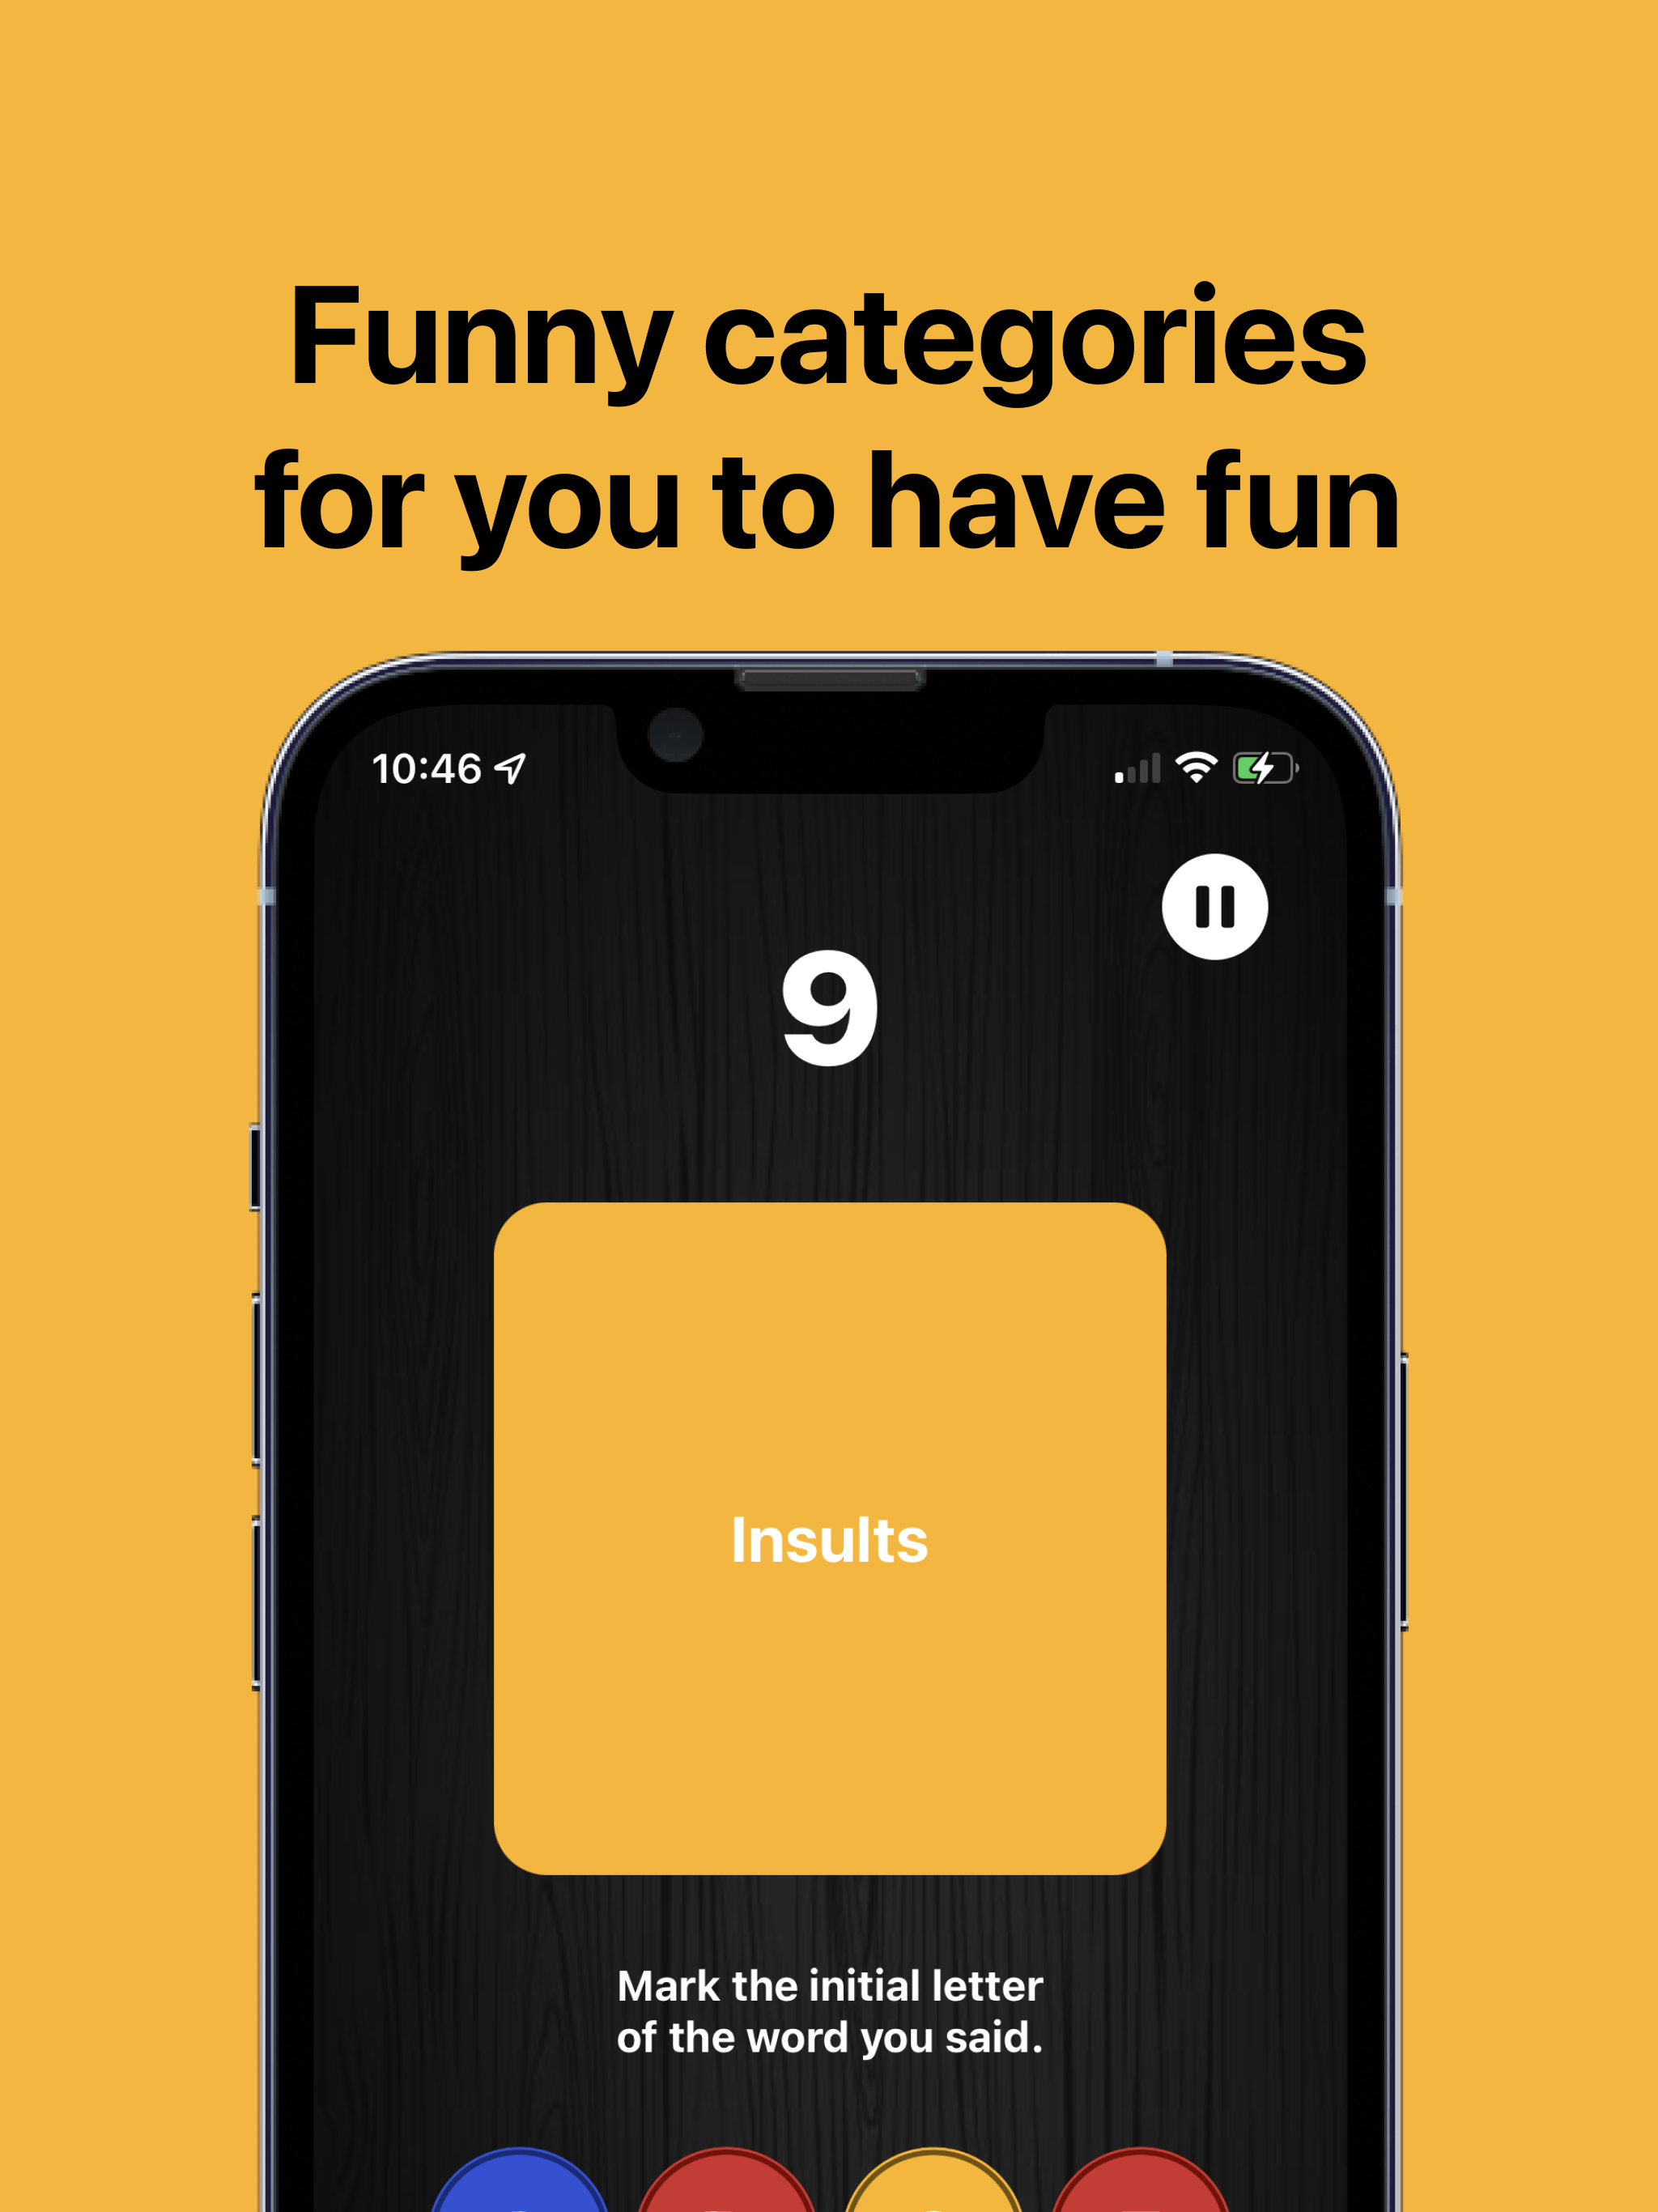 Funny categories
for you to have fun
10:46
9
Insults
Mark the initial letter
of the word you said.